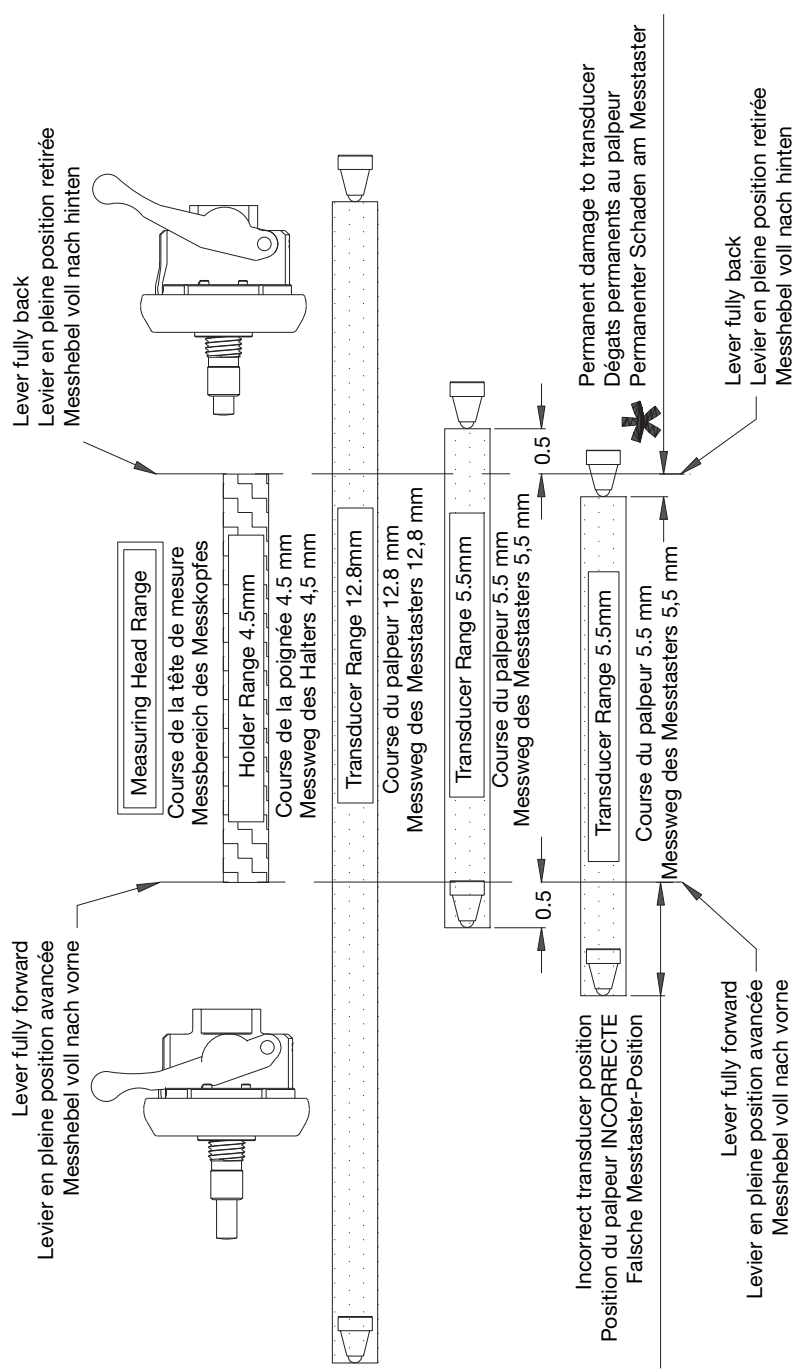 Lever fully forward
Levier en pleine position avancée
Messhebel voll nach vorne
Lever fully back
Levier en pleine position retirée
Messhebel voll nach hinten
Measuring Head Range
Course de la tête de mesure
Messbereich des Messkopfes
Holder Range 4.5mm
Course de la poignée 4.5 mm
Messweg des Halters 4,5 mm
Transducer Range 12.8mm
Course du palpeur 12.8 mm
Messweg des Messtasters 12,8 mm
Transducer Range 5.5mm
Course du palpeur 5.5 mm
Messweg des Messtasters 5,5 mm
0.5
0.5
Incorrect transducer position
Position du palpeur INCORRECTE
Falsche Messtaster-Position
Transducer Range 5.5mm
Course du palpeur 5.5 mm
Messweg des Messtasters 5,5 mm
Permanent damage to transducer
Dégats permanents au palpeur
Permanenter Schaden am Messtaster
Lever fully forward
Levier en pleine position avancée
Messhebel voll nach vorne
Lever fully back
Levier en pleine position retirée
Messhebel voll nach hinten